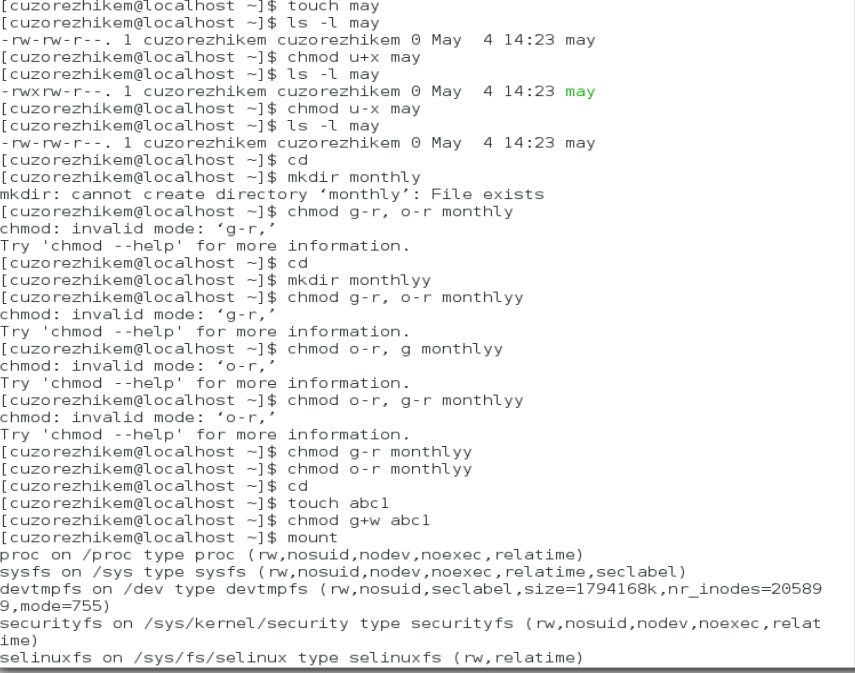 [cuzorezhikem@localhost ~]$ touch may
[cuzorezhikem@localhost ~]$ ls -l may
-rw-rw-r--. 1 cuzorezhikem cuzorezhikem 0 May  4 14:23 may
[cuzorezhikem@localhost ~]$ chmod u+x may
[cuzorezhikem@localhost ~]$ ls -l may
-rwxrw-r--. 1 cuzorezhikem cuzorezhikem 0 May  4 14:23 may
[cuzorezhikem@localhost ~]$ chmod u-x may
[cuzorezhikem@localhost ~]$ ls -l may
-rw-rw-r--. 1 cuzorezhikem cuzorezhikem 0 May  4 14:23 may
[cuzorezhikem@localhost ~]$ cd
[cuzorezhikem@localhost ~]$ mkdir monthly
mkdir: cannot create directory ‘monthly’: File exists
[cuzorezhikem@localhost ~]$ chmod g-r, o-r monthly
chmod: invalid mode: ‘g-r,’
Try 'chmod --help' for more information.
[cuzorezhikem@localhost ~]$ cd
[cuzorezhikem@localhost ~]$ mkdir monthlyy
[cuzorezhikem@localhost ~]$ chmod g-r, o-r monthlyy
chmod: invalid mode: ‘g-r,’
Try 'chmod --help' for more information.
[cuzorezhikem@localhost ~]$ chmod o-r, g monthlyy
chmod: invalid mode: ‘o-r,’
Try 'chmod --help' for more information.
[cuzorezhikem@localhost ~]$ chmod o-r, g-r monthlyy
chmod: invalid mode: ‘o-r,’
Try 'chmod --help' for more information.
[cuzorezhikem@localhost ~]$ chmod g-r monthlyy
[cuzorezhikem@localhost ~]$ chmod o-r monthlyy
[cuzorezhikem@localhost ~]$ cd
[cuzorezhikem@localhost ~]$ touch abc1
[cuzorezhikem@localhost ~]$ chmod g+w abc1
[cuzorezhikem@localhost ~]$ mount
proc on /proc type proc (rw,nosuid,nodev,noexec,relatime)
sysfs on /sys type sysfs (rw,nosuid,nodev,noexec,relatime,seclabel)
devtmpfs on /dev type devtmpfs (rw,nosuid,seclabel,size=1794168k,nr_inodes=20589
9,mode=755)
securityfs on /sys/kernel/security type securityfs (rw,nosuid,nodev,noexec,relat
ime)
selinuxfs on /sys/fs/selinux type selinuxfs (rw,relatime)